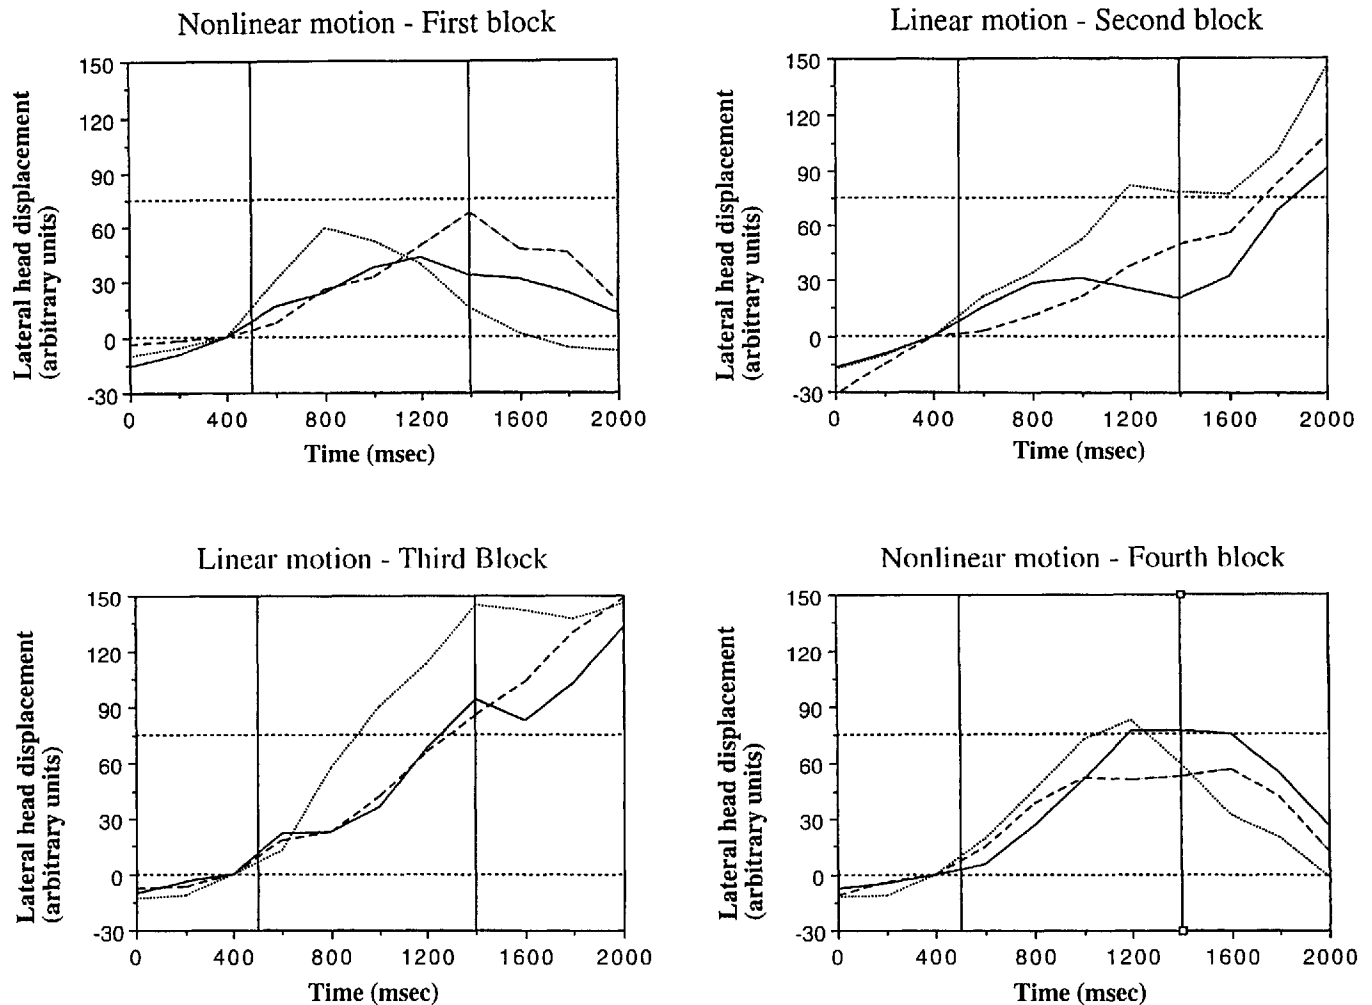 Nonlinear motion - First block
Lateral head displacement
(arbitrary units)
150
120
90
60
30
0
-30
0 400 800 1200 1600 2000
Time (msec)
Linear motion - Second block
Lateral head displacement
(arbitrary units)
150
120
90
60
30
0
-30
0 400 800 1200 1600 2000
Time (msec)
Linear motion - Third Block
Lateral head displacement
(arbitrary units)
150
120
90
60
30
0
-30
0 400 800 1200 1600 2000
Time (msec)
Nonlinear motion - Fourth block
Lateral head displacement
(arbitrary units)
150
120
90
60
30
0
-30
0 400 800 1200 1600 2000
Time (msec)